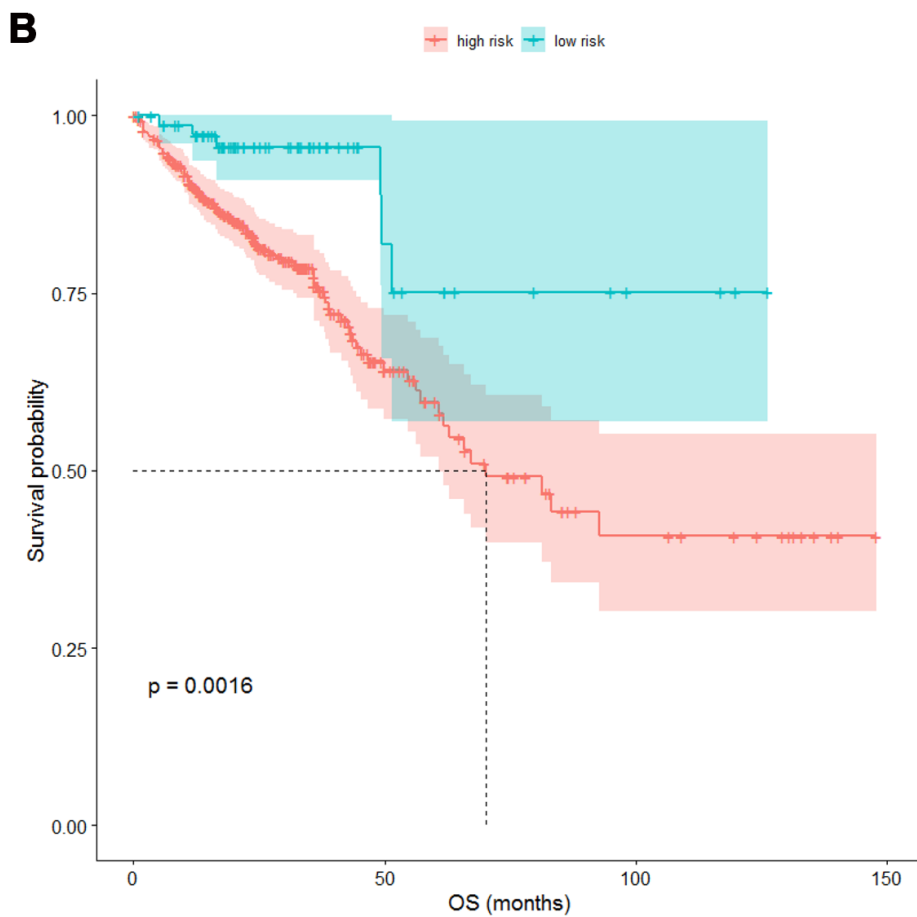 B
high risk low risk
1.00
0.75
0.50
0.25
0.00
Survival probability
p = 0.0016
0 50 100 150
OS (months)